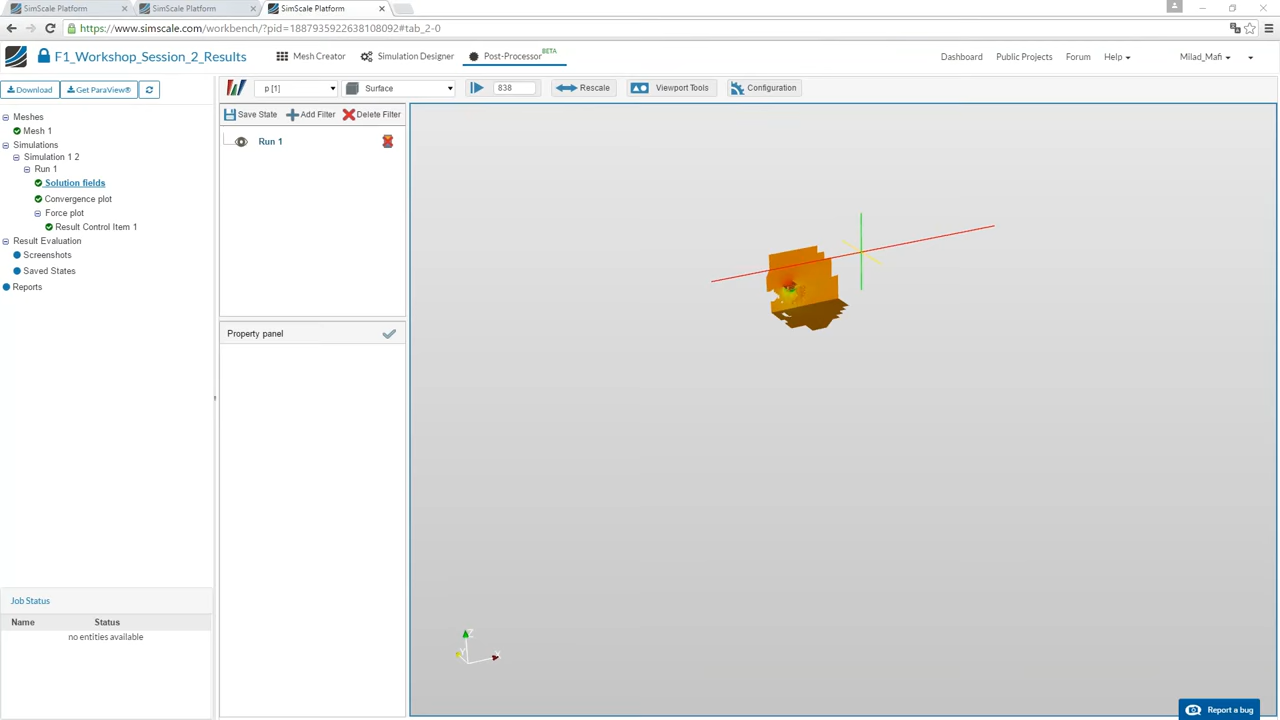 SimScale Platform
SimScale Platform
SimScale Platform
https://www.simscale.com/workbench/?pid=1887935922638108092#tab_2-0
F1_Workshop_Session_2_Results
Mesh Creator
Simulation Designer
Post-Processor BETA
Dashboard
Public Projects
Forum
Help
Milad_Mafi
Download
Get ParaView®
p [1]
Surface
838
Rescale
Viewport Tools
Configuration
Save State
Add Filter
Delete Filter
Meshes
Mesh 1
Simulations
Simulation 1 2
Run 1
Solution fields
Convergence plot
Force plot
Result Control Item 1
Result Evaluation
Screenshots
Saved States
Reports
Run 1
Property panel
Job Status
Name Status
no entities available
Z
Y
X
Report a bug